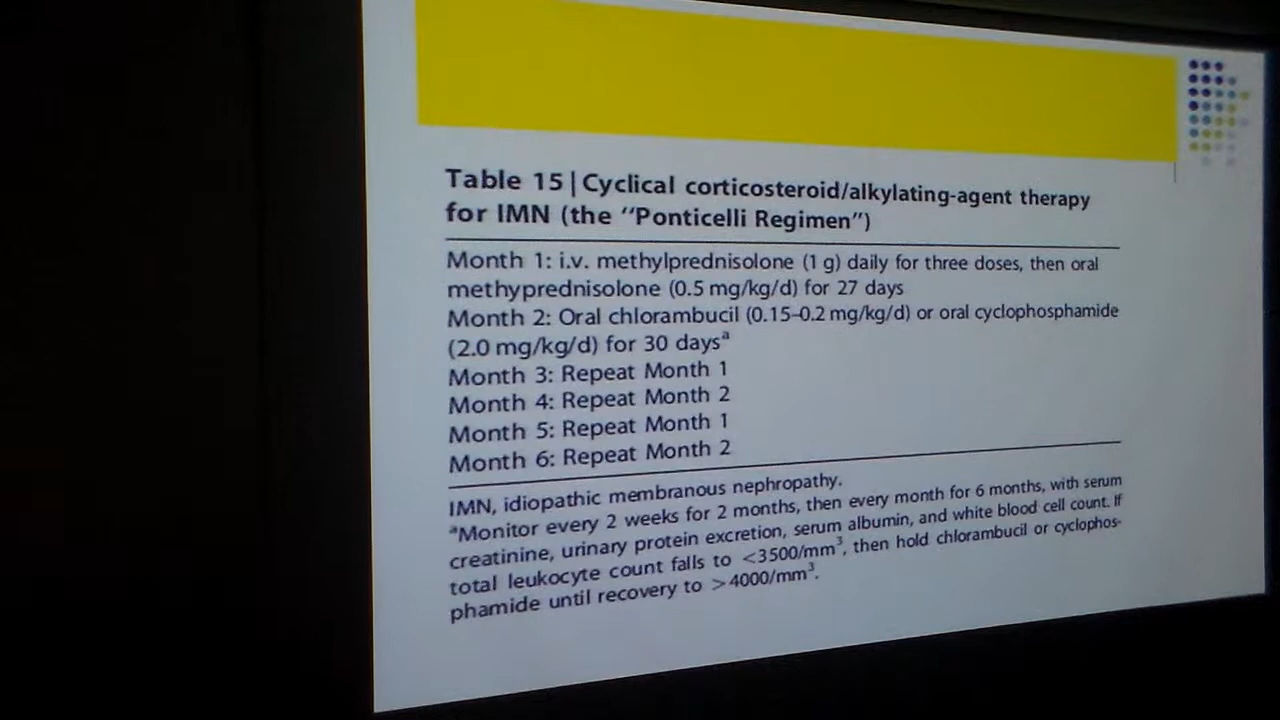 Table 15 | Cyclical corticosteroid/alkylating-agent therapy
for IMN (the “Ponticelli Regimen”)
Month 1: i.v. methylprednisolone (1 g) daily for three doses, then oral
methyprednisolone (0.5 mg/kg/d) for 27 days
Month 2: Oral chlorambucil (0.15–0.2 mg/kg/d) or oral cyclophosphamide
(2.0 mg/kg/d) for 30 daysᵃ
Month 3: Repeat Month 1
Month 4: Repeat Month 2
Month 5: Repeat Month 1
Month 6: Repeat Month 2
IMN, idiopathic membranous nephropathy.
ᵃMonitor every 2 weeks for 2 months, then every month for 6 months, with serum
creatinine, urinary protein excretion, serum albumin, and white blood cell count. If
total leukocyte count falls to <3500/mm³, then hold chlorambucil or cyclophos-
phamide until recovery to >4000/mm³.